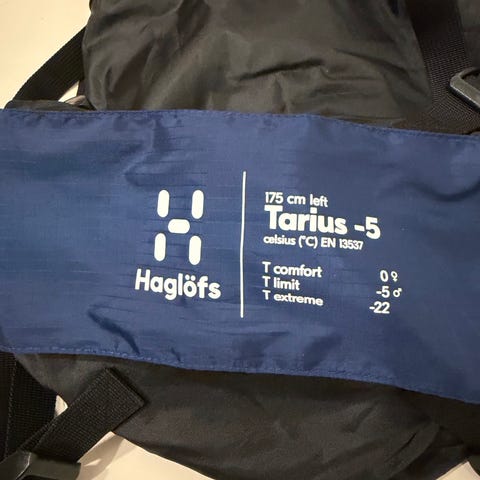 Haglöfs
175 cm left
Tarius -5
celsius (°C) EN 13537
T comfort 0♀
T limit -5♂
T extreme -22